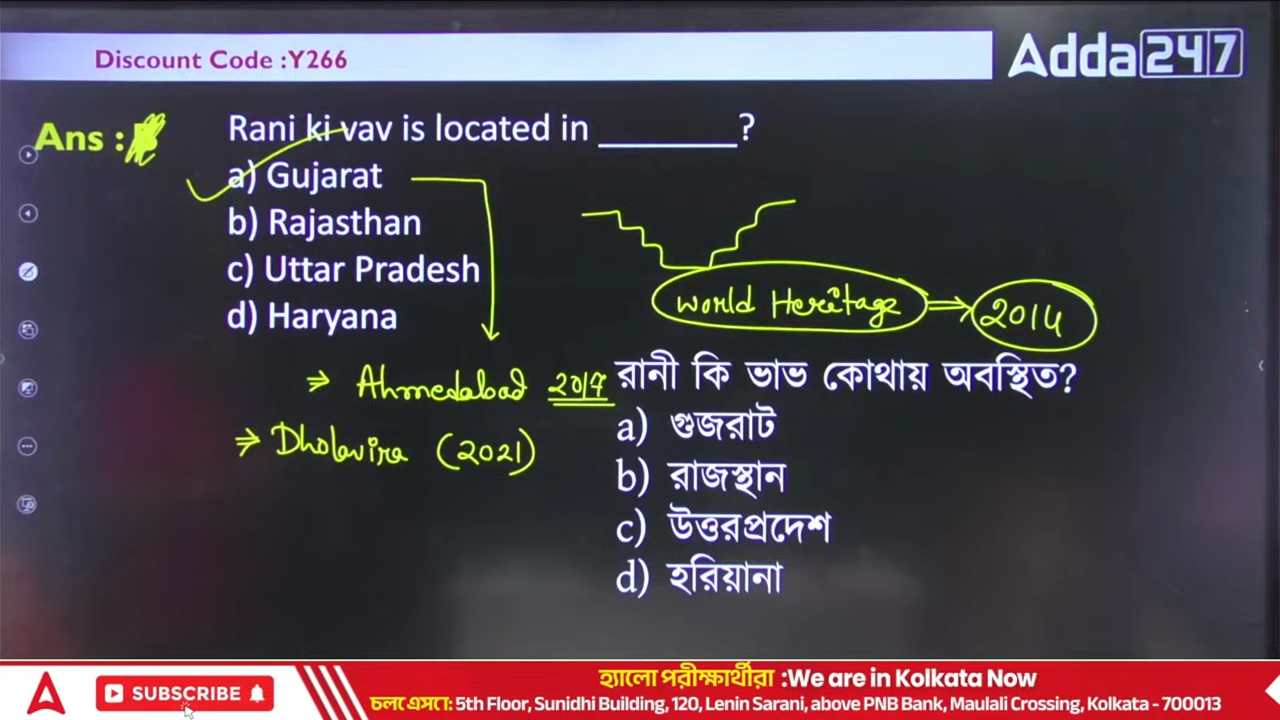 Discount Code :Y266
Adda247
Ans :
Rani ki vav is located in ________?
a) Gujarat
b) Rajasthan
c) Uttar Pradesh
d) Haryana
World Heritage ⇒ 2014
⇒ Ahmedabad 2017
⇒ Dholavira (2021)
রানী কি ভাভ কোথায় অবস্থিত?
a) গুজরাট
b) রাজস্থান
c) উত্তরপ্রদেশ
d) হরিয়ানা
SUBSCRIBE
হ্যালো পরীক্ষার্থীরা :We are in Kolkata Now
চলে এসো: 5th Floor, Sunidhi Building, 120, Lenin Sarani, above PNB Bank, Maulali Crossing, Kolkata - 700013